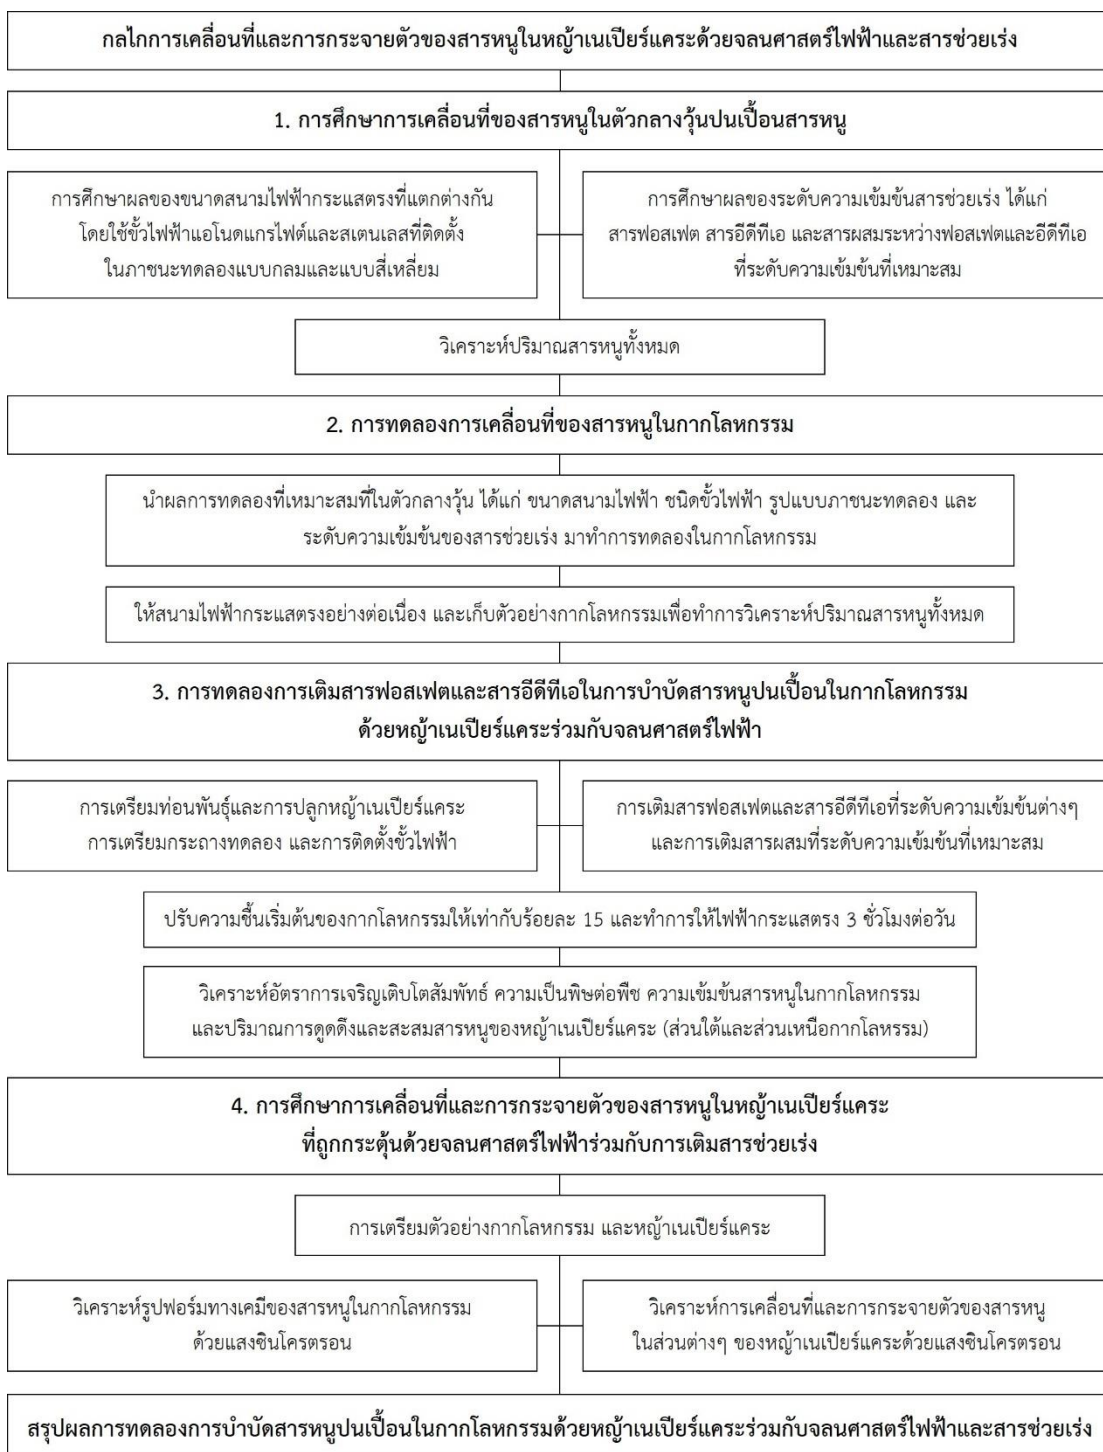 กลไกการเคลื่อนที่และการกระจายตัวของสารหนูในหญ้าเนเปียร์แคระด้วยจลนศาสตร์ไฟฟ้าและสารช่วยเร่ง
1. การศึกษาการเคลื่อนที่ของสารหนูในตัวกลางวุ้นปนเปื้อนสารหนู
การศึกษาผลของขนาดสนามไฟฟ้ากระแสตรงที่แตกต่างกัน
โดยใช้ขั้วไฟฟ้าแอโนดแกรไฟต์และสเตนเลสที่ติดตั้ง
ในภาชนะทดลองแบบกลมและแบบสี่เหลี่ยม
การศึกษาผลของระดับความเข้มข้นสารช่วยเร่ง ได้แก่
สารฟอสเฟต สารอีดีทีเอ และสารผสมระหว่างฟอสเฟตและอีดีทีเอ
ที่ระดับความเข้มข้นที่เหมาะสม
วิเคราะห์ปริมาณสารหนูทั้งหมด
2. การทดลองการเคลื่อนที่ของสารหนูในกากโลหกรรม
นำผลการทดลองที่เหมาะสมที่ในตัวกลางวุ้น ได้แก่ ขนาดสนามไฟฟ้า ชนิดขั้วไฟฟ้า รูปแบบภาชนะทดลอง และ
ระดับความเข้มข้นของสารช่วยเร่ง มาทำการทดลองในกากโลหกรรม
ให้สนามไฟฟ้ากระแสตรงอย่างต่อเนื่อง และเก็บตัวอย่างกากโลหกรรมเพื่อทำการวิเคราะห์ปริมาณสารหนูทั้งหมด
3. การทดลองการเติมสารฟอสเฟตและสารอีดีทีเอในการบำบัดสารหนูปนเปื้อนในกากโลหกรรม
ด้วยหญ้าเนเปียร์แคระร่วมกับจลนศาสตร์ไฟฟ้า
การเตรียมท่อนพันธุ์และการปลูกหญ้าเนเปียร์แคระ
การเตรียมกระถางทดลอง และการติดตั้งขั้วไฟฟ้า
การเติมสารฟอสเฟตและสารอีดีทีเอที่ระดับความเข้มข้นต่างๆ
และการเติมสารผสมที่ระดับความเข้มข้นที่เหมาะสม
ปรับความชื้นเริ่มต้นของกากโลหกรรมให้เท่ากับร้อยละ 15 และทำการให้ไฟฟ้ากระแสตรง 3 ชั่วโมงต่อวัน
วิเคราะห์อัตราการเจริญเติบโตสัมพัทธ์ ความเป็นพิษต่อพืช ความเข้มข้นสารหนูในกากโลหกรรม
และปริมาณการดูดดึงและสะสมสารหนูของหญ้าเนเปียร์แคระ (ส่วนใต้และส่วนเหนือกากโลหรรม)
4. การศึกษาการเคลื่อนที่และการกระจายตัวของสารหนูในหญ้าเนเปียร์แคระ
ที่ถูกกระตุ้นด้วยจลนศาสตร์ไฟฟ้าร่วมกับการเติมสารช่วยเร่ง
การเตรียมตัวอย่างกากโลหกรรม และหญ้าเนเปียร์แคระ
วิเคราะห์รูปฟอร์มทางเคมีของสารหนูในกากโลหกรรม
ด้วยแสงซินโครตรอน
วิเคราะห์การเคลื่อนที่และการกระจายตัวของสารหนู
ในส่วนต่างๆ ของหญ้าเนเปียร์แคระด้วยแสงซินโครตรอน
สรุปผลการทดลองการบำบัดสารหนูปนเปื้อนในกากโลหกรรมด้วยหญ้าเนเปียร์แคระร่วมกับจลนศาสตร์ไฟฟ้าและสารช่วยเร่ง